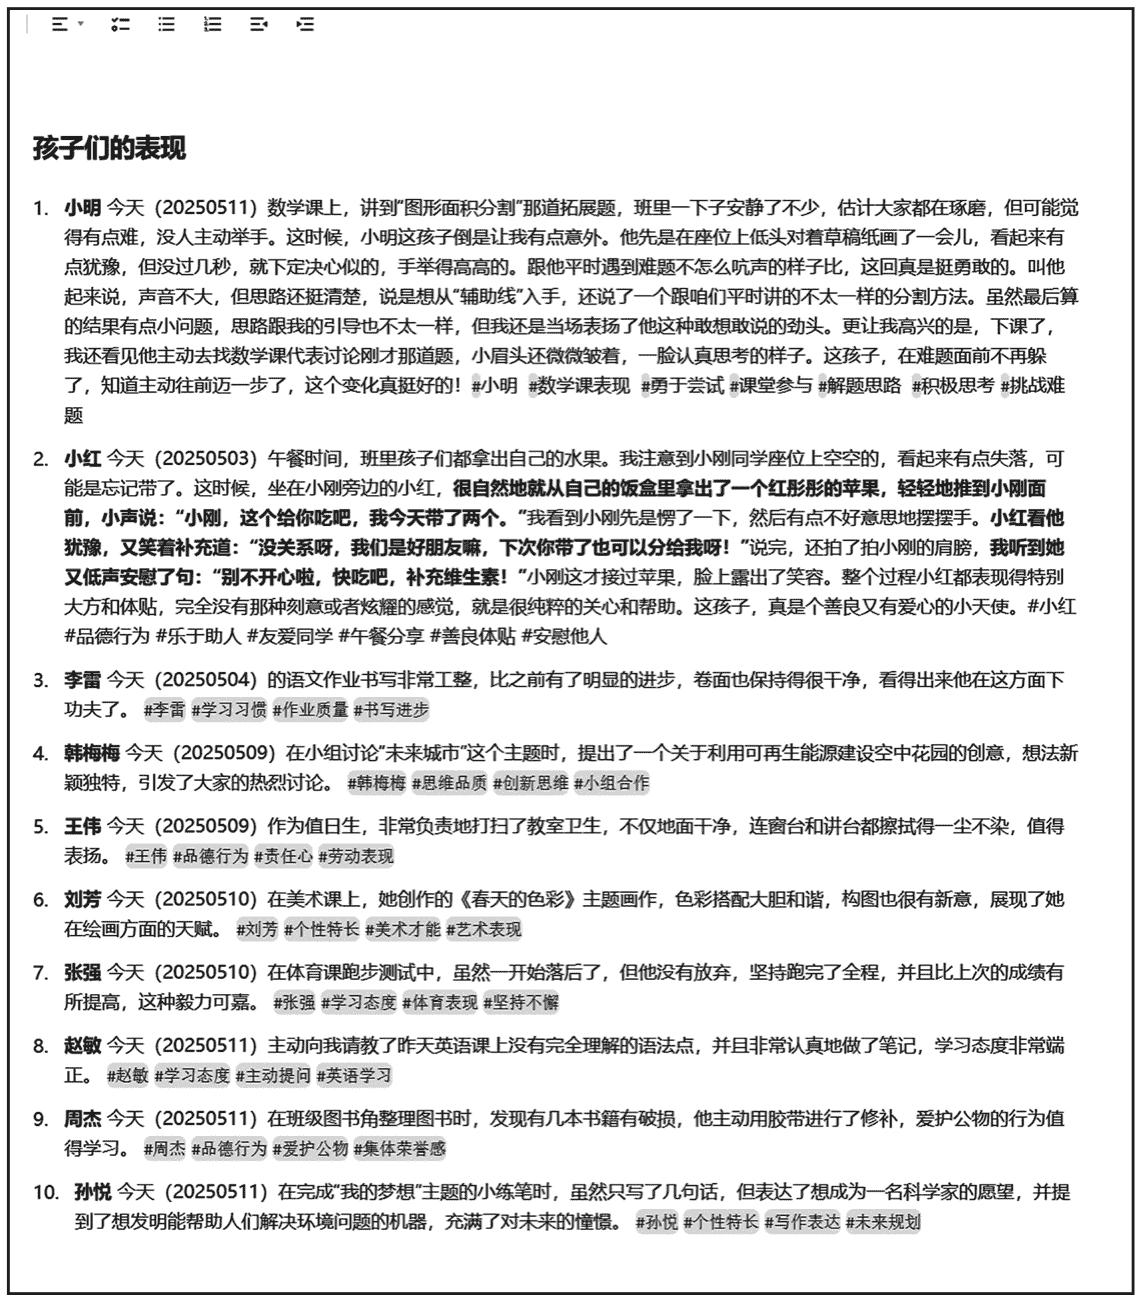 孩子们的表现
1. 小明 今天（20250511）数学课上，讲到“图形面积分割”那道拓展题，班里一下子安静了不少，估计大家都在琢磨，但可能觉
得有点难，没人主动举手。这时候，小明这孩子倒是让我有点意外。他先是在座位上低头对着草稿纸画了一会儿，看起来有
点犹豫，但没过几秒，就下定决心似的，手举得高高的。跟他平时遇到难题不怎么吭声的样子比，这回真是挺勇敢的。叫他
起来说，声音不大，但思路还挺清楚，说是想从“辅助线”入手，还说了一个跟咱们平时讲的不太一样的分割方法。虽然最后算
的结果有点小问题，思路跟我的引导也不太一样，但我还是当场表扬了他这种敢想敢说的劲头。更让我高兴的是，下课了，
我还看见他主动去找数学课代表讨论刚才那道题，小眉头还微微皱着，一脸认真思考的样子。这孩子，在难题面前不再躲
了，知道主动往前迈一步了，这个变化真挺好的！#小明 #数学课表现 #勇于尝试 #课堂参与 #解题思路 #积极思考 #挑战难
题
2. 小红 今天（20250503）午餐时间，班里孩子们都拿出自己的水果。我注意到小刚同学座位上空空的，看起来有点失落，可
能是忘记带了。这时候，坐在小刚旁边的小红，很自然地就从自己的饭盒里拿出了一个红彤彤的苹果，轻轻地推到小刚面
前，小声说：“小刚，这个给你吃吧，我今天带了两个。”我看到小刚先是愣了一下，然后有点不好意思地摆摆手。小红看他
犹豫，又笑着补充道：“没关系呀，我们是好朋友嘛，下次你带了也可以分给我呀！”说完，还拍了拍小刚的肩膀，我听到她
又低声安慰了句：“别不开心啦，快吃吧，补充维生素！”小刚这才接过苹果，脸上露出了笑容。整个过程小红都表现得特别
大方和体贴，完全没有那种刻意或者炫耀的感觉，就是很纯粹的关心和帮助。这孩子，真是个善良又有爱心的小天使。#小红
#品德行为 #乐于助人 #友爱同学 #午餐分享 #善良体贴 #安慰他人
3. 李雷 今天（20250504）的语文作业书写非常工整，比之前有了明显的进步，卷面也保持得很干净，看得出来他在这方面下
功夫了。 #李雷 #学习习惯 #作业质量 #书写进步
4. 韩梅梅 今天（20250509）在小组讨论“未来城市”这个主题时，提出了一个关于利用可再生能源建设空中花园的创意，想法新
颖独特，引发了大家的热烈讨论。 #韩梅梅 #思维品质 #创新思维 #小组合作
5. 王伟 今天（20250509）作为值日生，非常负责地打扫了教室卫生，不仅地面干净，连窗台和讲台都擦拭得一尘不染，值得
表扬。 #王伟 #品德行为 #责任心 #劳动表现
6. 刘芳 今天（20250510）在美术课上，她创作的《春天的色彩》主题画作，色彩搭配大胆和谐，构图也很有新意，展现了她
在绘画方面的天赋。 #刘芳 #个性特长 #美术才能 #艺术表现
7. 张强 今天（20250510）在体育课跑步测试中，虽然一开始落后了，但他没有放弃，坚持跑完了全程，并且比上次的成绩有
所提高，这种毅力可嘉。 #张强 #学习态度 #体育表现 #坚持不懈
8. 赵敏 今天（20250511）主动向我请教了昨天英语课上没有完全理解的语法点，并且非常认真地做了笔记，学习态度非常端
正。 #赵敏 #学习态度 #主动提问 #英语学习
9. 周杰 今天（20250511）在班级图书角整理图书时，发现有几本书籍有破损，他主动用胶带进行了修补，爱护公物的行为值
得学习。 #周杰 #品德行为 #爱护公物 #集体荣誉感
10. 孙悦 今天（20250511）在完成“我的梦想”主题的小练笔时，虽然只写了几句话，但表达了想成为一名科学家的愿望，并提
到了想发明能帮助人们解决环境问题的机器，充满了对未来的憧憬。 #孙悦 #个性特长 #写作表达 #未来规划